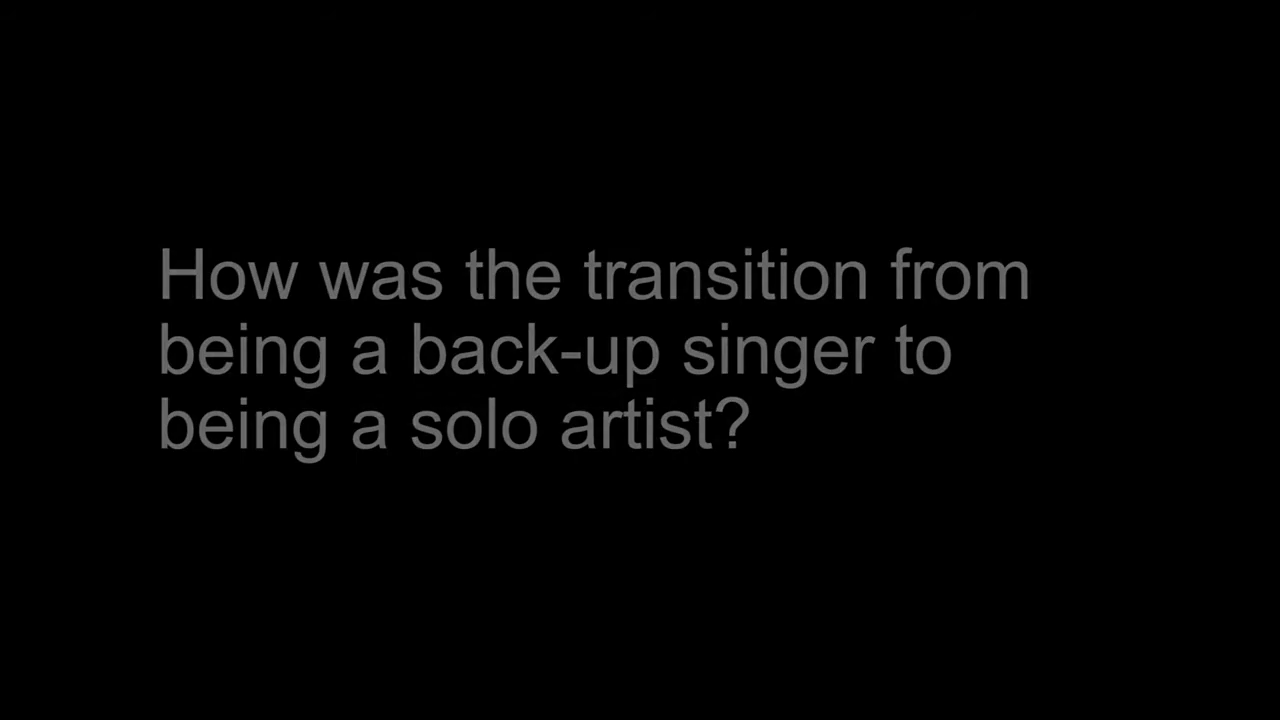 How was the transition from
being a back-up singer to
being a solo artist?